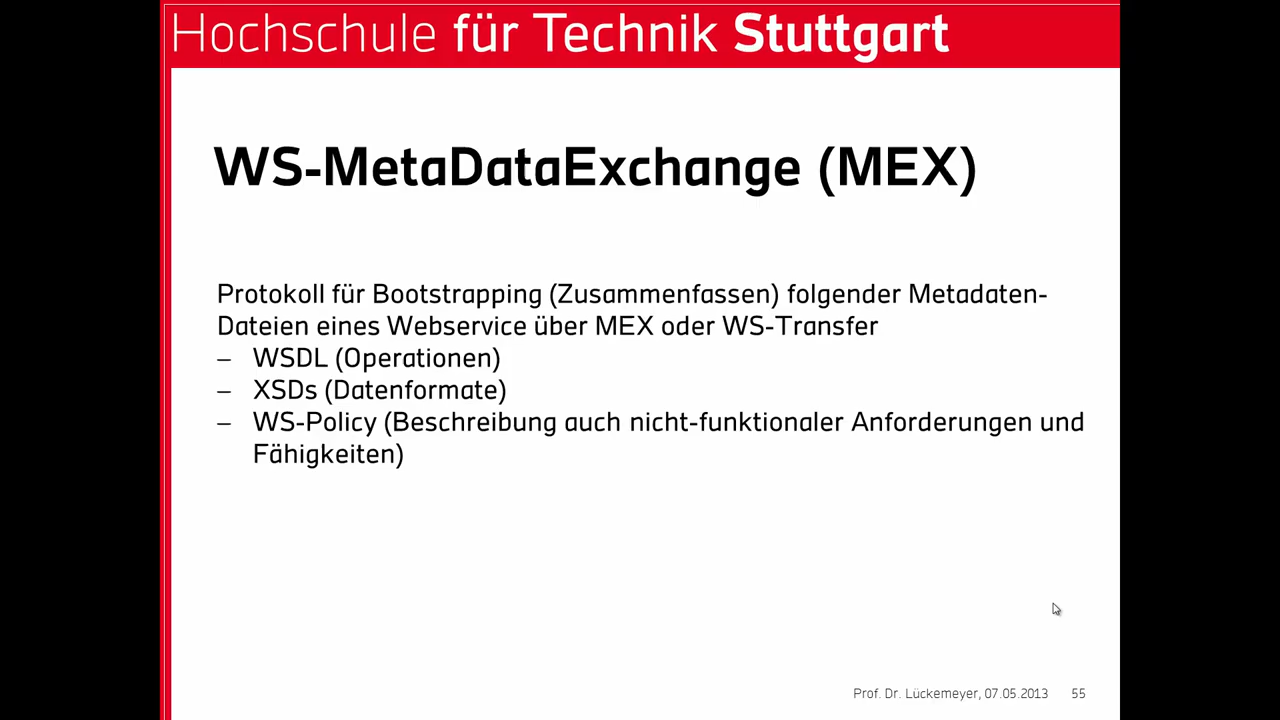 Hochschule für Technik Stuttgart
WS-MetaDataExchange (MEX)
Protokoll für Bootstrapping (Zusammenfassen) folgender Metadaten-
Dateien eines Webservice über MEX oder WS-Transfer
– WSDL (Operationen)
– XSDs (Datenformate)
– WS-Policy (Beschreibung auch nicht-funktionaler Anforderungen und
Fähigkeiten)
Prof. Dr. Lückemeyer, 07.05.2013 55